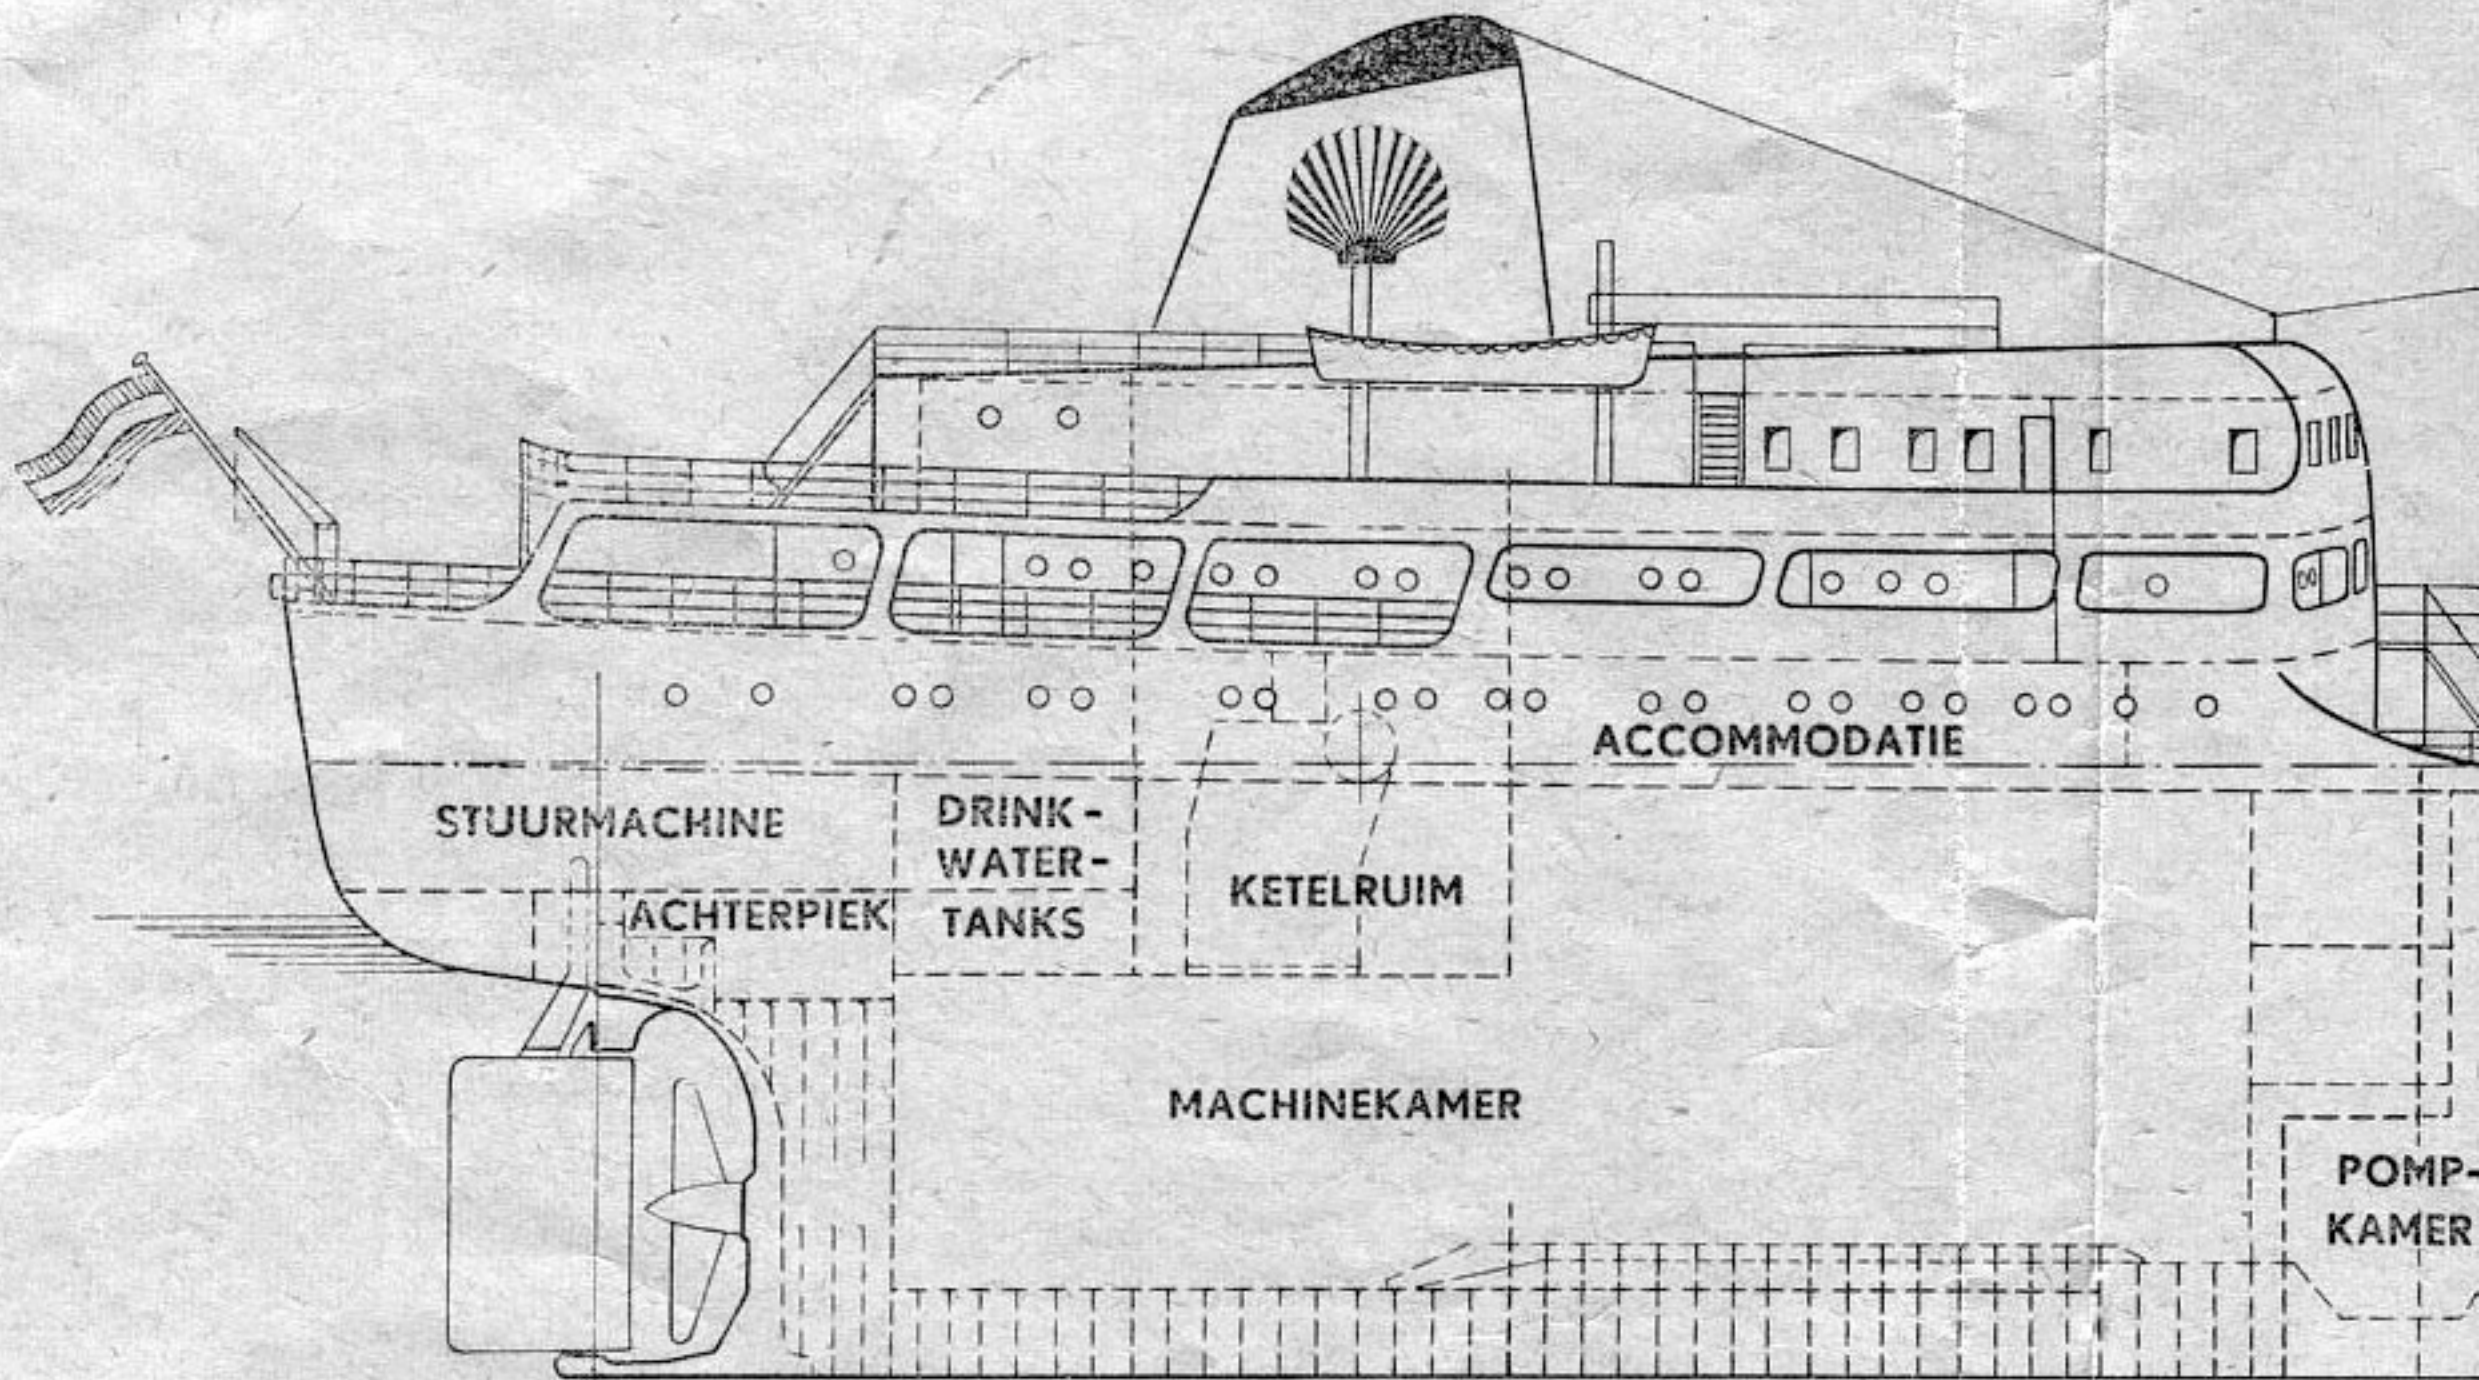 ACCOMMODATIE
STUURMACHINE
DRINK-
WATER-
TANKS
ACHTERPIEK
KETELRUIM
MACHINEKAMER
POMP-
KAMER